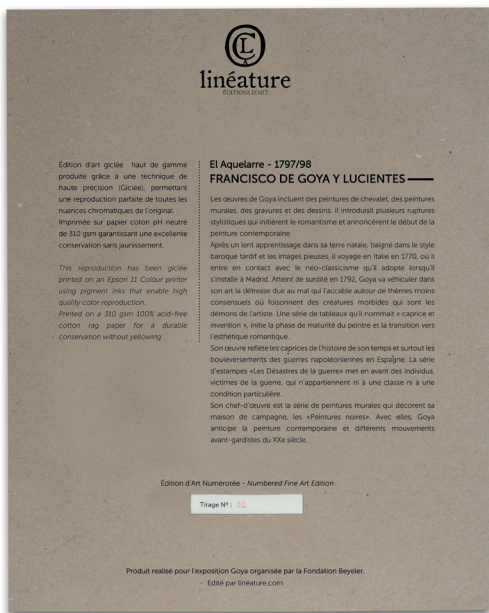 CL
linéature
ÉDITIONS D'ART
Édition d'art giclée haut de gamme
produite grâce à une technique de
haute précision (Giclée), permettant
une reproduction parfaite de toutes les
nuances chromatiques de l'original.
Imprimée sur papier coton pH neutre
de 310 gsm garantissant une excellente
conservation sans jaunissement.
This reproduction has been giclée
printed on an Epson 11 Colour printer
using pigment inks that enable high
quality color reproduction.
Printed on a 310 gsm 100% acid-free
cotton rag paper for a durable
conservation without yellowing
El Aquelarre - 1797/98
FRANCISCO DE GOYA Y LUCIENTES
Les œuvres de Goya incluent des peintures de chevalet, des peintures
murales, des gravures et des dessins. Il introduisit plusieurs ruptures
stylistiques qui initièrent le romantisme et annoncèrent le début de la
peinture contemporaine
Après un lent apprentissage dans sa terre natale, baigné dans le style
baroque tardif et les images pieuses, il voyage en Italie en 1770, où il
entre en contact avec le néo-classicisme qu'il adopte lorsqu'il
s'installe à Madrid. Atteint de surdité en 1792, Goya va véhiculer dans
son art la détresse due au mal qui l'accable autour de thèmes moins
consensuels où foisonnent des créatures morbides qui sont les
démons de l'artiste. Une série de tableaux qu'il nommait « caprice et
invention », initie la phase de maturité du peintre et la transition vers
l'esthétique romantique.
Son œuvre reflète les caprices de l'histoire de son temps et surtout les
bouleversements des guerres napoléoniennes en Espagne. La série
d'estampes «Les Désastres de la guerre» met en avant des individus,
victimes de la guerre, qui n'appartiennent ni à une classe ni à une
condition particulière.
Son chef-d'œuvre est la série de peintures murales qui décorent sa
maison de campagne, les «Peintures noires». Avec elles, Goya
anticipe la peinture contemporaine et différents mouvements
avant-gardistes du XXe siècle.
Édition d'Art Numérotée - Numbered Fine Art Edition
Tirage Nº :
Produit realisé pour l'exposition Goya organisée par la Fondation Beyeler.
- Edité par linéature.com